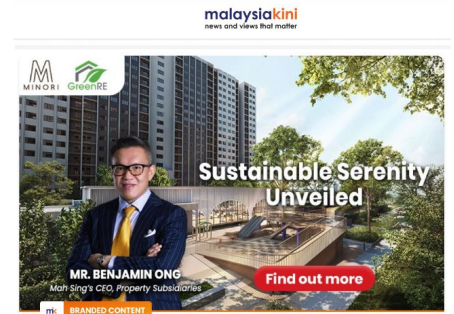 malaysiakini
news and views that matter
MINORI
GreenRE
Sustainable Serenity
Unveiled
MR. BENJAMIN ONG
Mah Sing's CEO, Property Subsidiaries
Find out more
mk BRANDED CONTENT